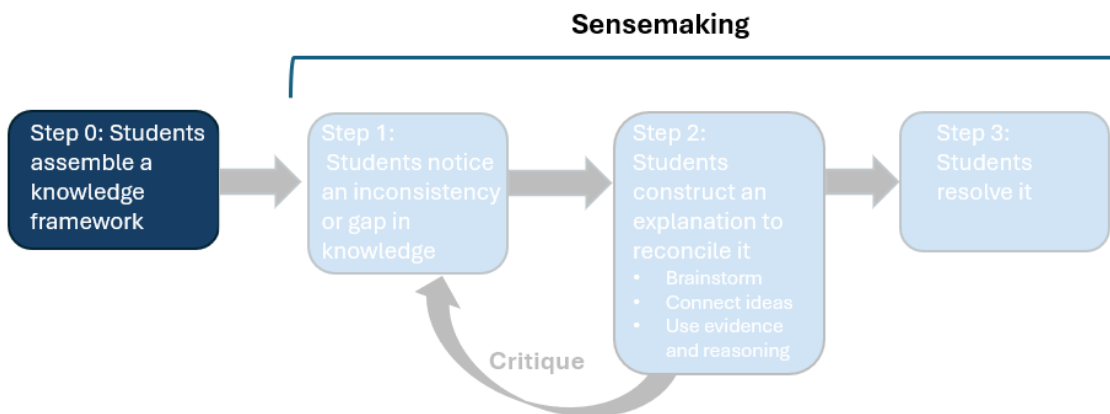 Sensemaking
Step 0: Students
assemble a
knowledge
framework
Step 1:
Students notice
an inconsistency
or gap in
knowledge
Step 2:
Students
construct an
explanation to
reconcile it
• Brainstorm
• Connect ideas
• Use evidence
and reasoning
Step 3:
Students
resolve it
Critique